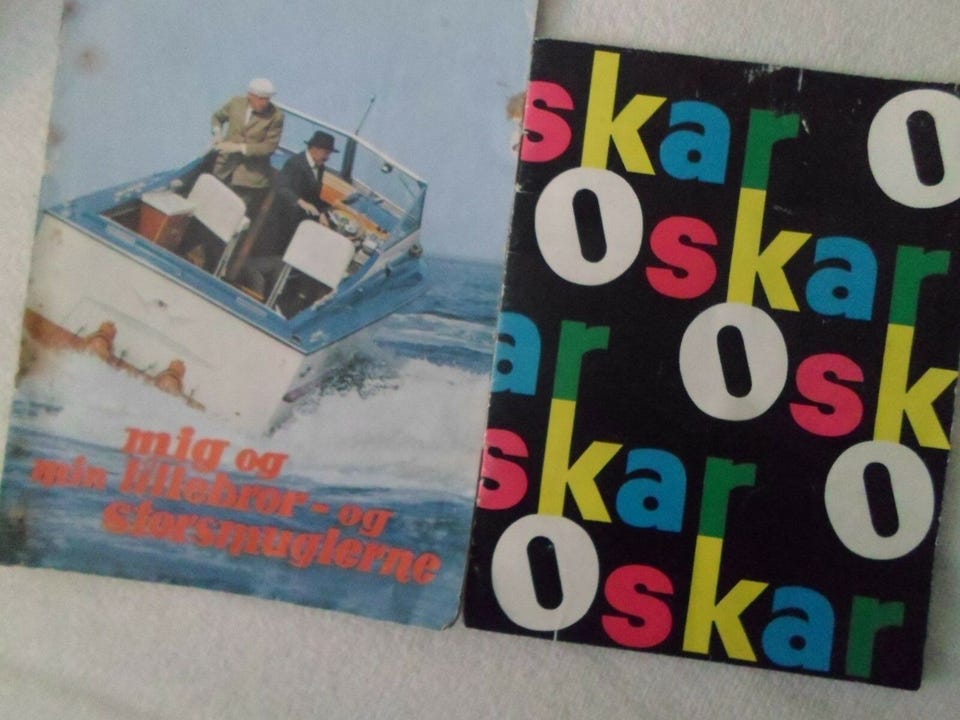 mig og
min lillebror - og
storsmuglerne
skar O
Oskar
ar Osk
skar O
Oskar